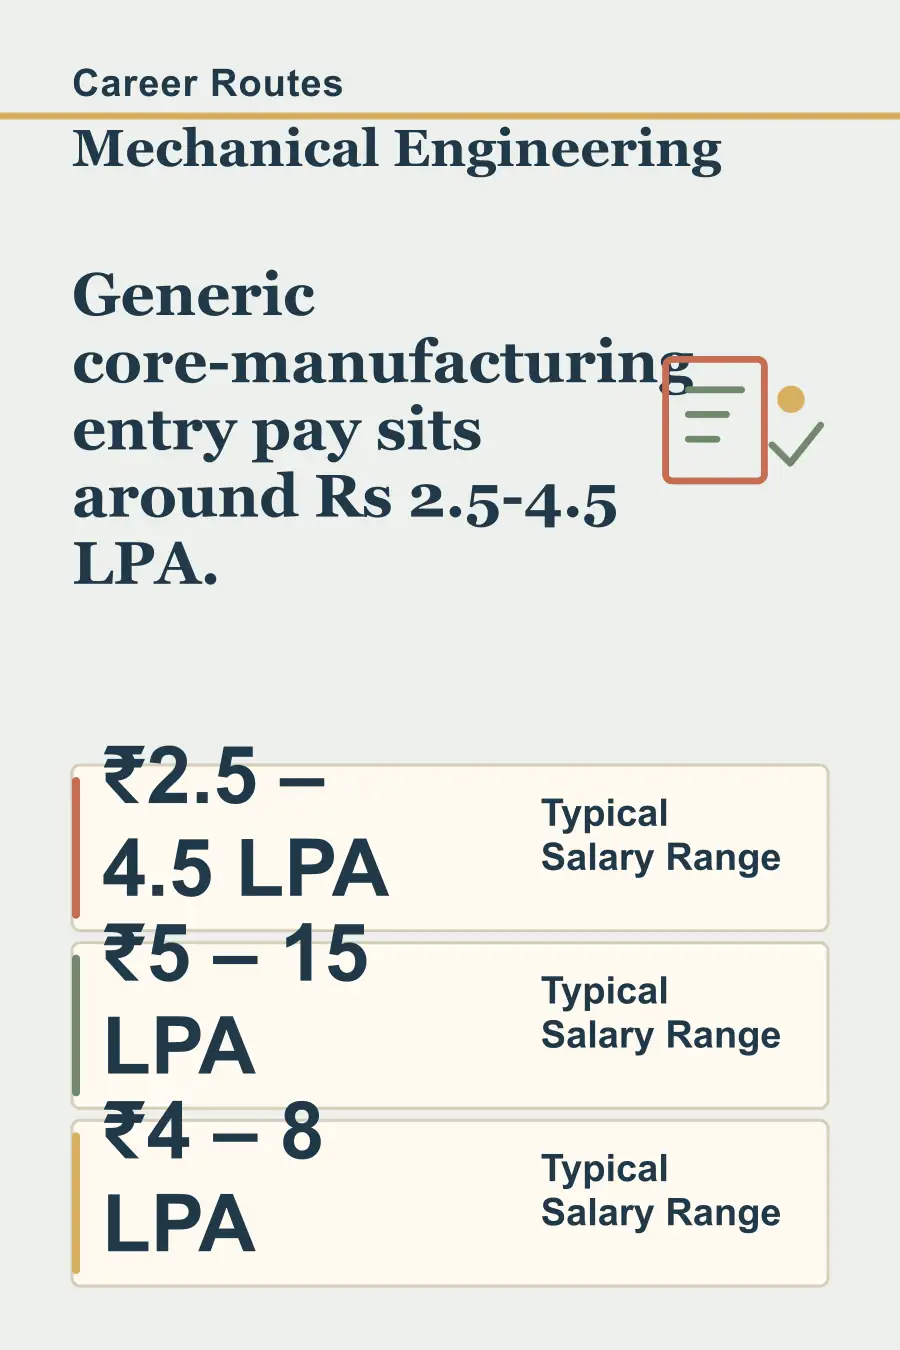 Career Routes
Mechanical Engineering
Generic
core-manufacturing
entry pay sits
around Rs 2.5-4.5
LPA.
₹2.5 –
4.5 LPA
Typical
Salary Range
₹5 – 15
LPA
Typical
Salary Range
₹4 – 8
LPA
Typical
Salary Range